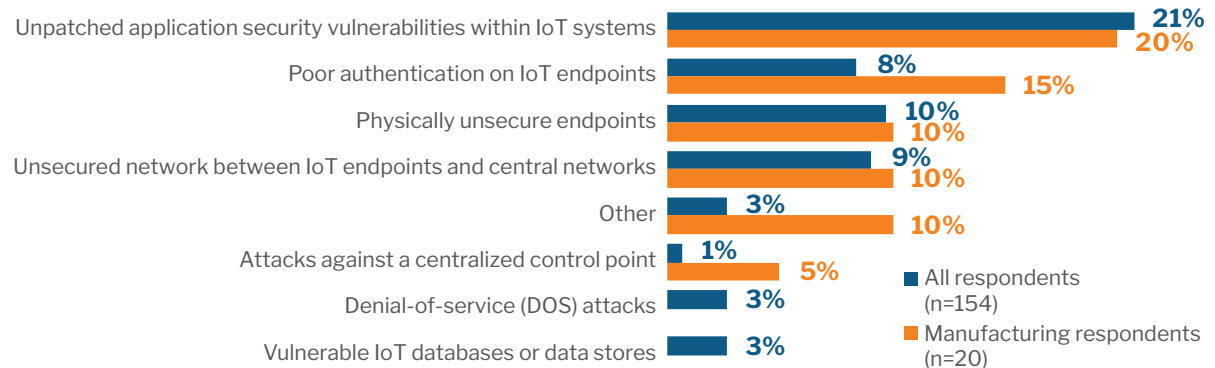 Unpatched application security vulnerabilities within IoT systems
21%
20%
Poor authentication on IoT endpoints
8%
15%
Physically unsecure endpoints
10%
10%
Unsecured network between IoT endpoints and central networks
9%
10%
Other
3%
10%
Attacks against a centralized control point
1%
5%
Denial-of-service (DOS) attacks
3%
Vulnerable IoT databases or data stores
3%
All respondents
(n=154)
Manufacturing respondents
(n=20)